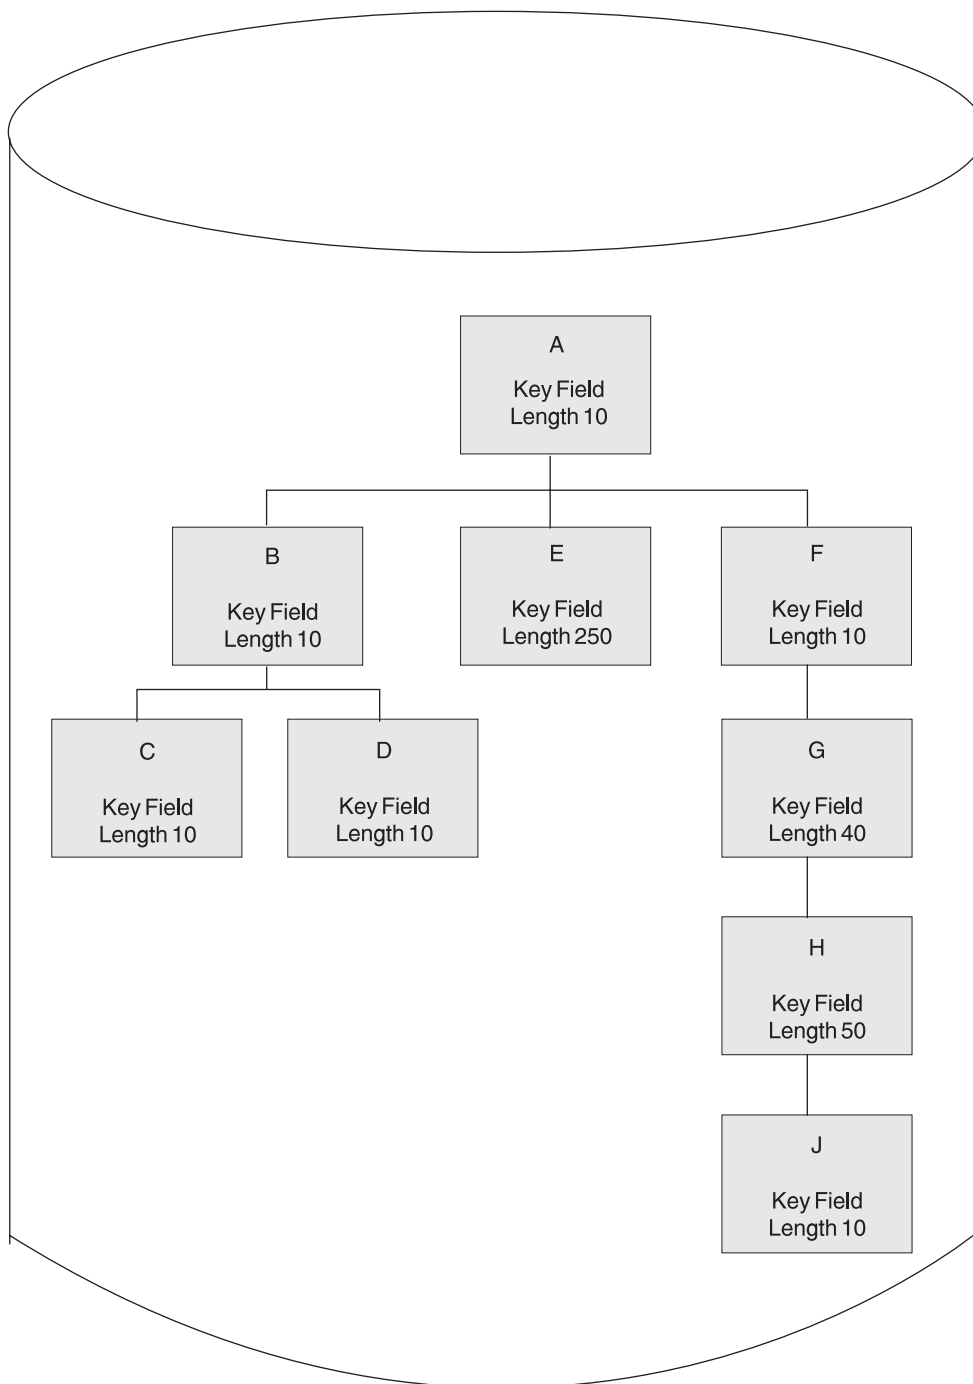 A
Key Field
Length 10
B
Key Field
Length 10
E
Key Field
Length 250
F
Key Field
Length 10
C
Key Field
Length 10
D
Key Field
Length 10
G
Key Field
Length 40
H
Key Field
Length 50
J
Key Field
Length 10